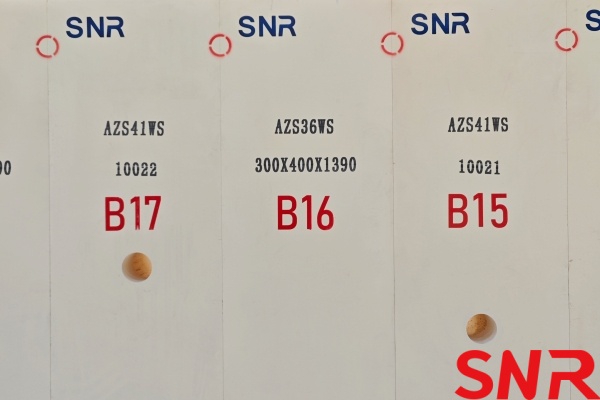 SNR
SNR
SNR
AZS41WS
AZS36WS
AZS41WS
10022
300X400X1390
10021
B17
B16
B15
SNR